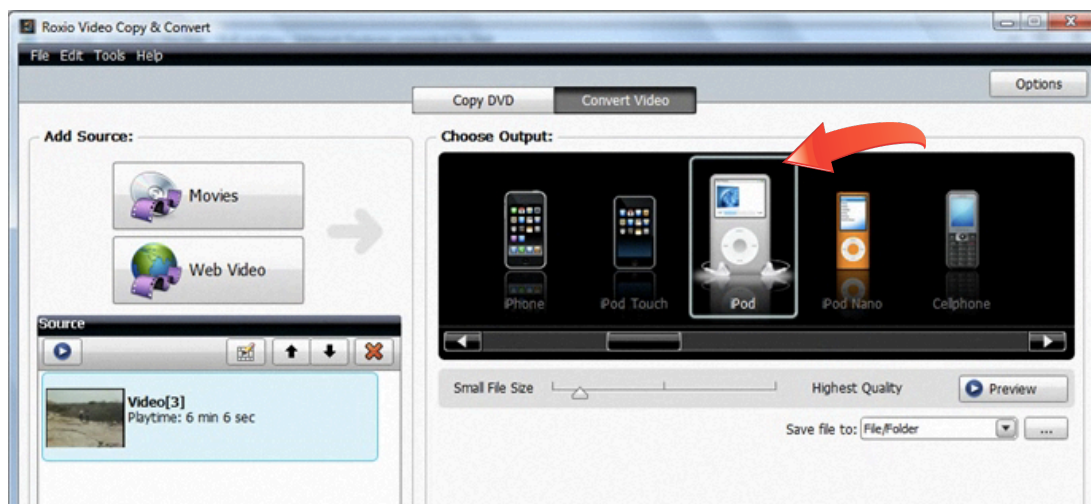 Roxio Video Copy & Convert
File Edit Tools Help
Options
Copy DVD Convert Video
Add Source:
Movies
Web Video
Source
Video[3]
Playtime: 6 min 6 sec
Choose Output:
iPhone iPod Touch iPod iPod Nano Cellphone
Small File Size Highest Quality Preview
Save file to: File/Folder ...